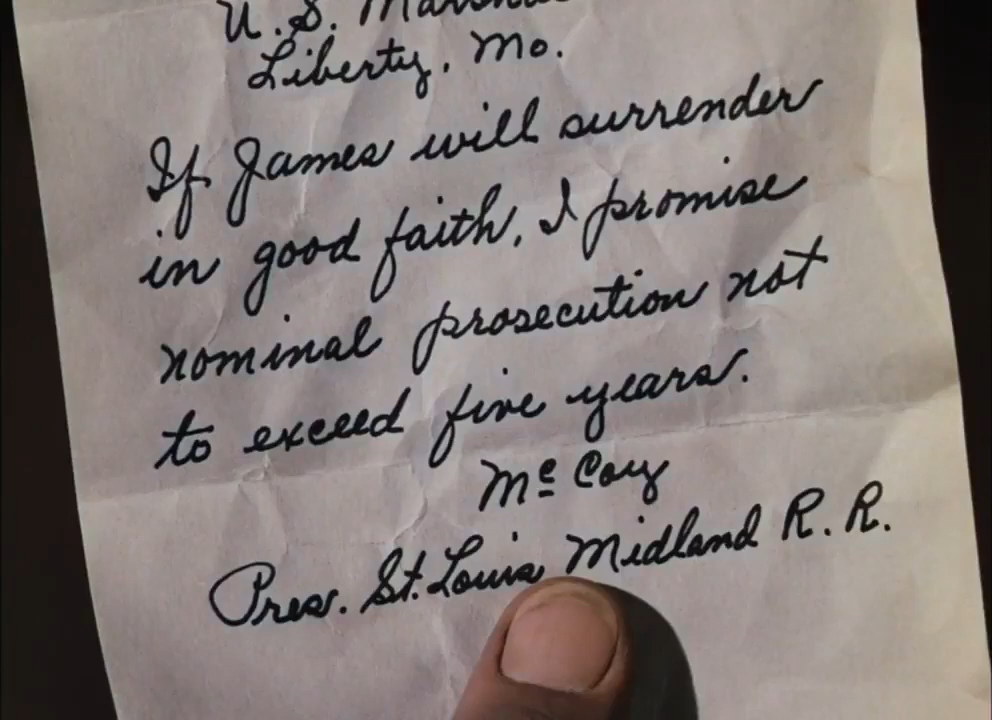 U. S. Marshal
Liberty, Mo.
If James will surrender
in good faith, I promise
nominal prosecution not
to exceed five years.
McCoy
Pres. St. Louis Midland R. R.